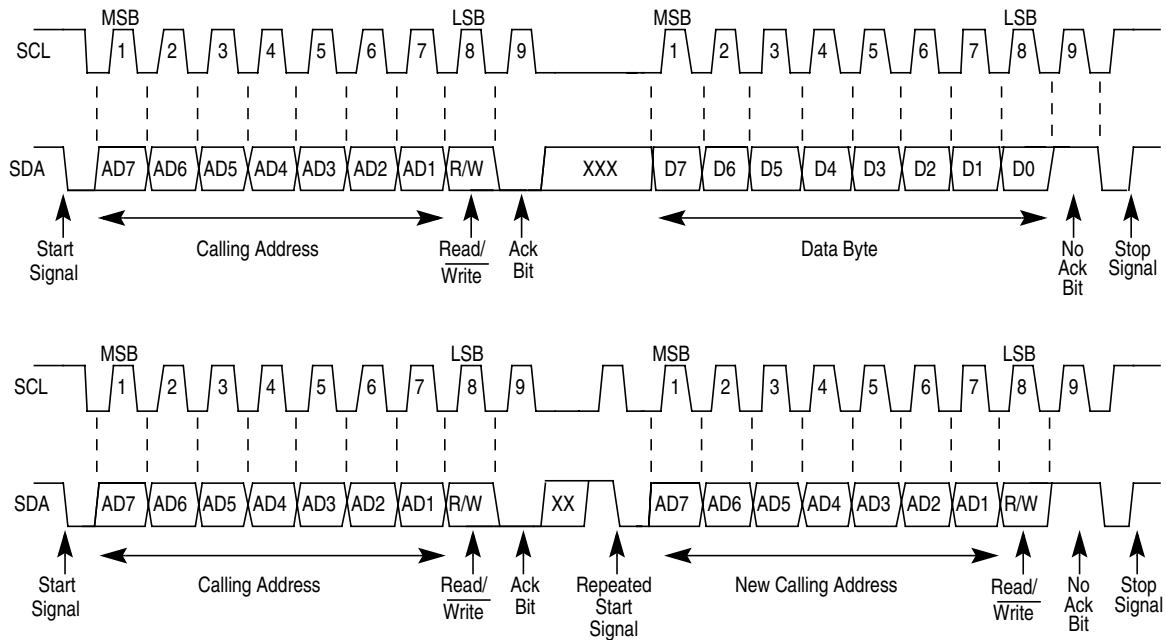 MSB LSB MSB LSB
SCL 1 2 3 4 5 6 7 8 9 1 2 3 4 5 6 7 8 9
SDA AD7 AD6 AD5 AD4 AD3 AD2 AD1 R/W XXX D7 D6 D5 D4 D3 D2 D1 D0
Start Calling Address Read/ Ack Data Byte No Stop
Signal Write Bit Ack Signal
Bit
MSB LSB MSB LSB
SCL 1 2 3 4 5 6 7 8 9 1 2 3 4 5 6 7 8 9
SDA AD7 AD6 AD5 AD4 AD3 AD2 AD1 R/W XX AD7 AD6 AD5 AD4 AD3 AD2 AD1 R/W
Start Calling Address Read/ Ack Repeated New Calling Address Read/ No Stop
Signal Write Bit Start Write Ack Signal
Signal Bit